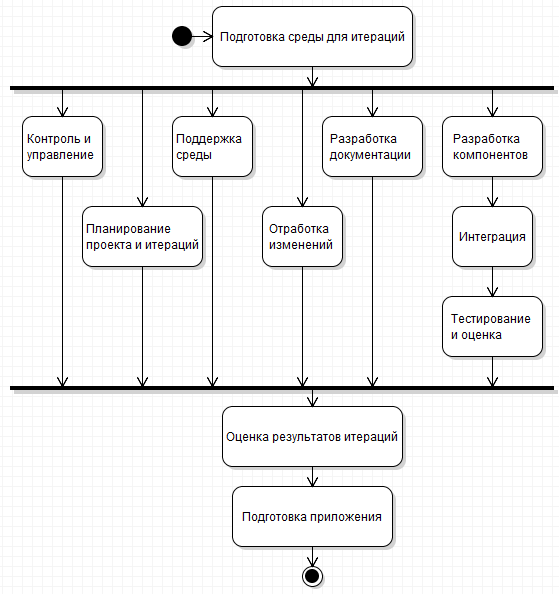 Подготовка среды для итераций
Контроль и
управление
Поддержка
среды
Разработка
документации
Разработка
компонентов
Планирование
проекта и итераций
Отработка
изменений
Интеграция
Тестирование
и оценка
Оценка результатов итераций
Подготовка приложения